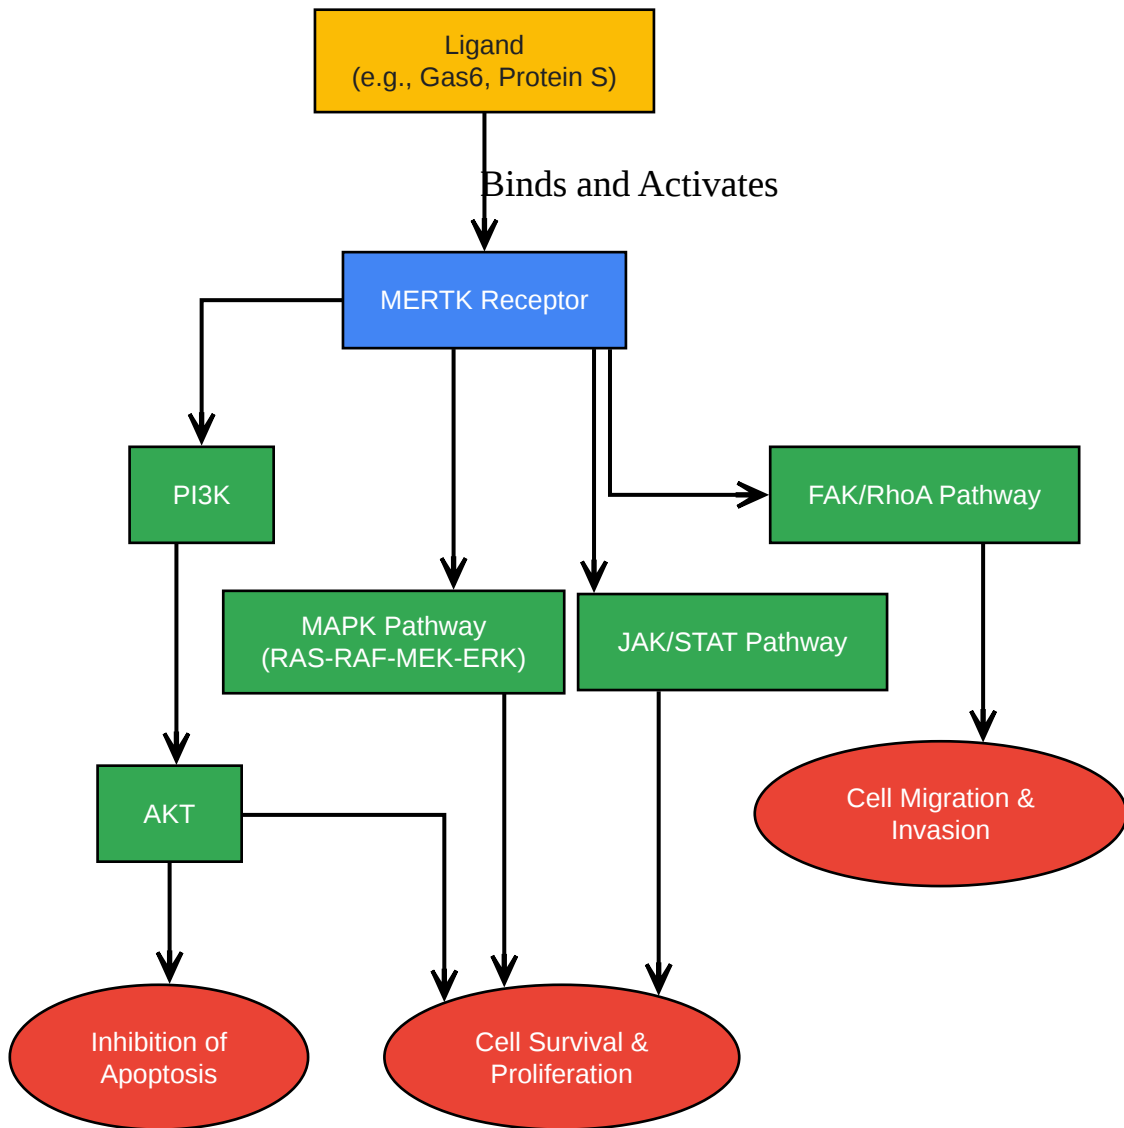 Ligand
(e.g., Gas6, Protein S)
Binds and Activates
MERTK Receptor
PI3K
FAK/RhoA Pathway
MAPK Pathway
(RAS-RAF-MEK-ERK)
JAK/STAT Pathway
AKT
Cell Migration &
Invasion
Inhibition of
Apoptosis
Cell Survival &
Proliferation